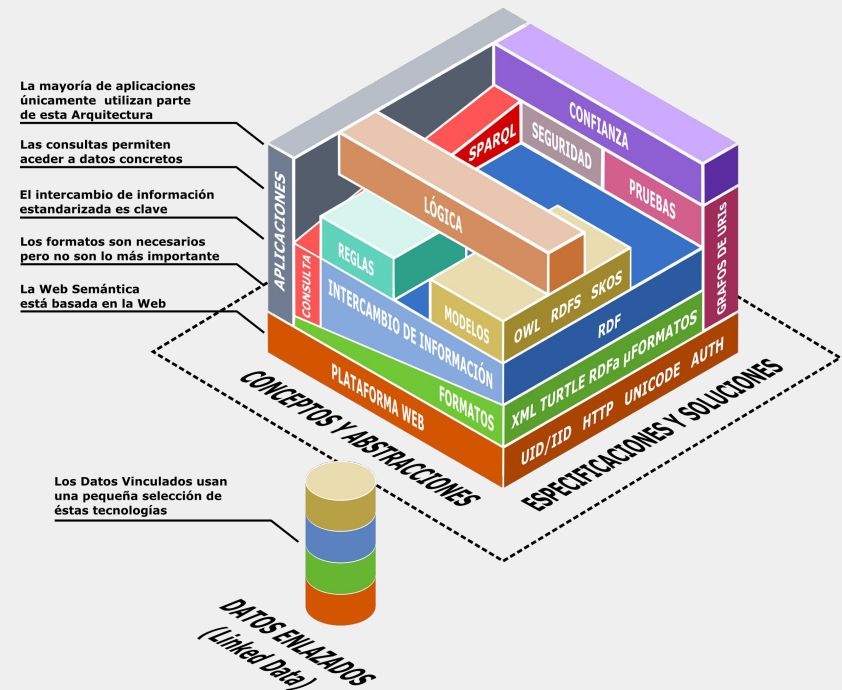 La mayoría de aplicaciones
únicamente utilizan parte
de esta Arquitectura
Las consultas permiten
aceder a datos concretos
El intercambio de información
estandarizada es clave
Los formatos son necesarios
pero no son lo más importante
La Web Semántica
está basada en la Web
APLICACIONES
CONSULTA
REGLAS
LÓGICA
SPARQL
SEGURIDAD
CONFIANZA
PRUEBAS
GRAFOS DE URIs
INTERCAMBIO DE INFORMACIÓN
MODELOS
OWL RDFS SKOS
RDF
FORMATOS
XML TURTLE RDFa µFORMATOS
PLATAFORMA WEB
UID/IID HTTP UNICODE AUTH
CONCEPTOS Y ABSTRACCIONES
ESPECIFICACIONES Y SOLUCIONES
Los Datos Vinculados usan
una pequeña selección de
éstas tecnologías
DATOS ENLAZADOS
(Linked Data)